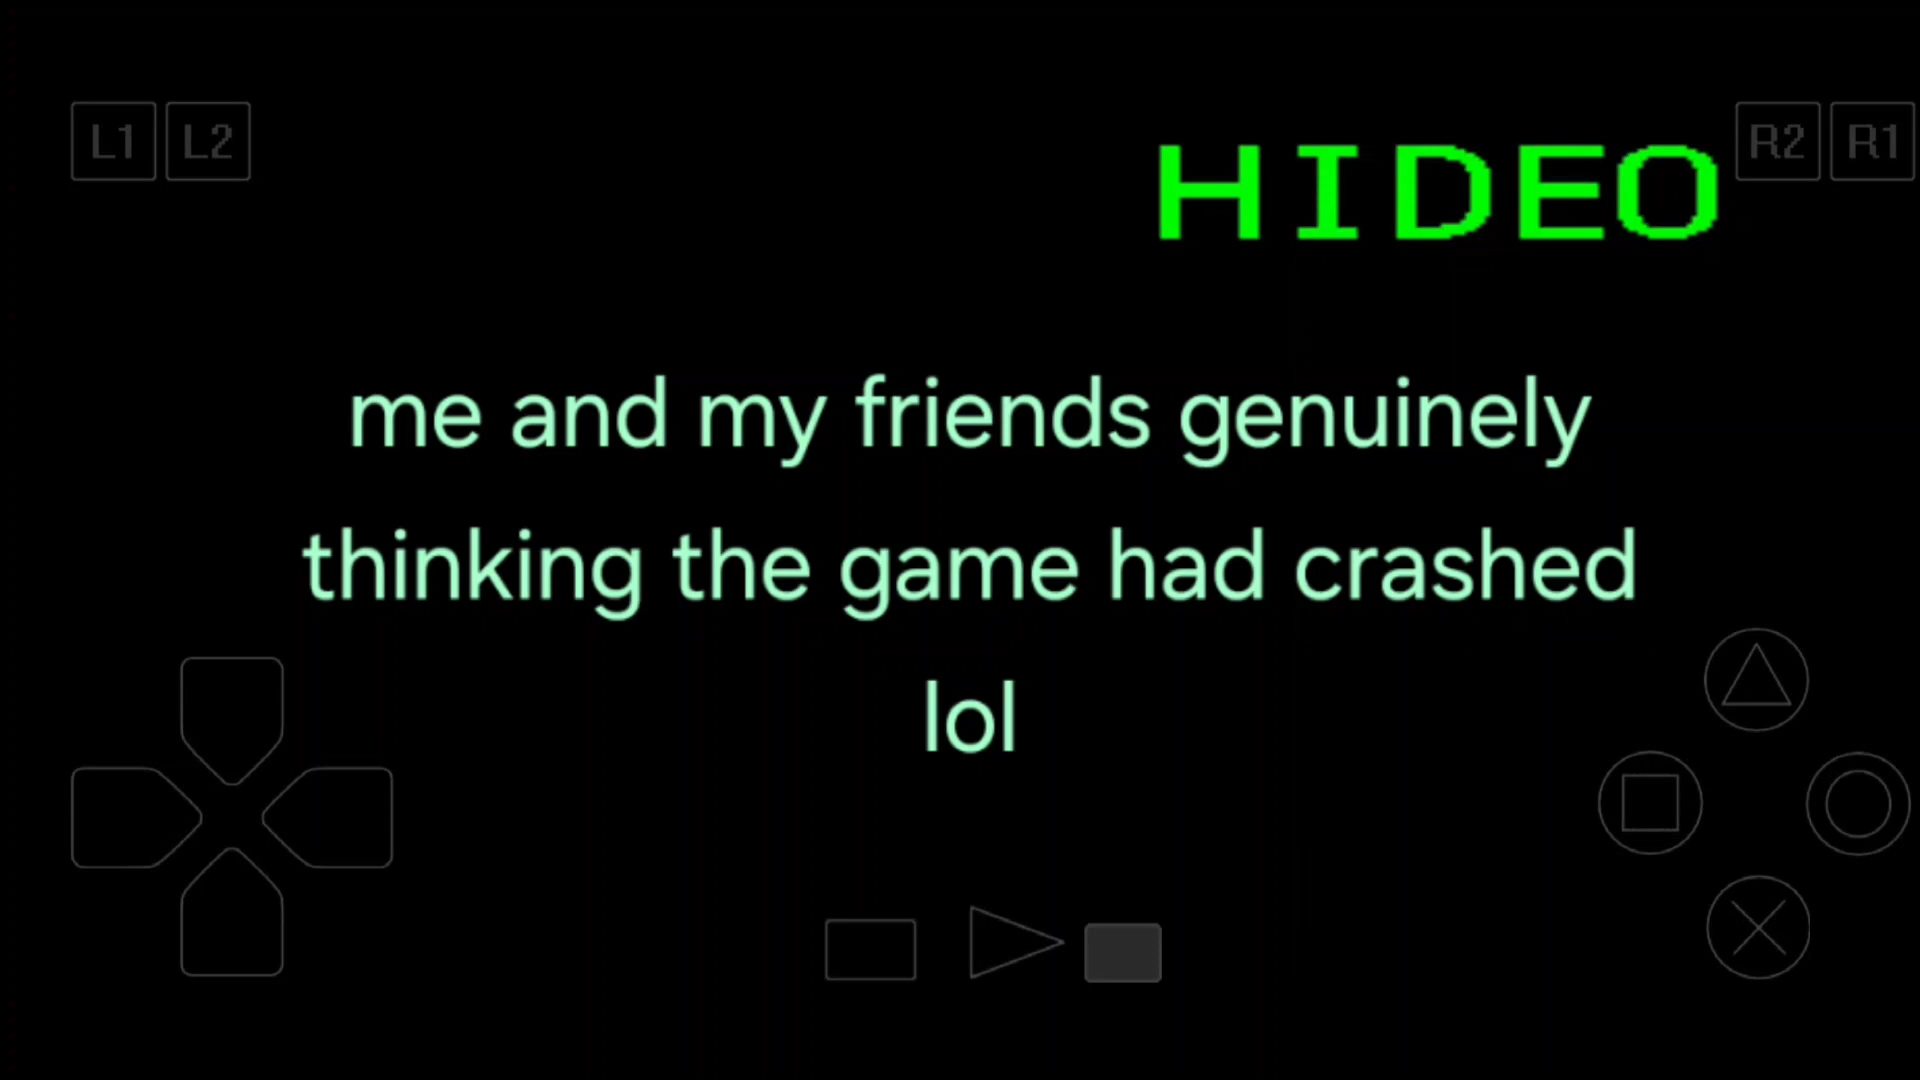 L1 L2 R2 R1
HIDEO
me and my friends genuinely
thinking the game had crashed
lol